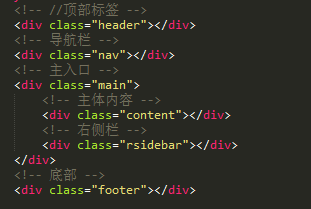 <!-- //顶部标签 -->
<div class="header"></div>
<!-- 导航栏 -->
<div class="nav"></div>
<!-- 主入口 -->
<div class="main">
    <!-- 主体内容 -->
    <div class="content"></div>
    <!-- 右侧栏 -->
    <div class="rsidebar"></div>
</div>
<!-- 底部 -->
<div class="footer"></div>